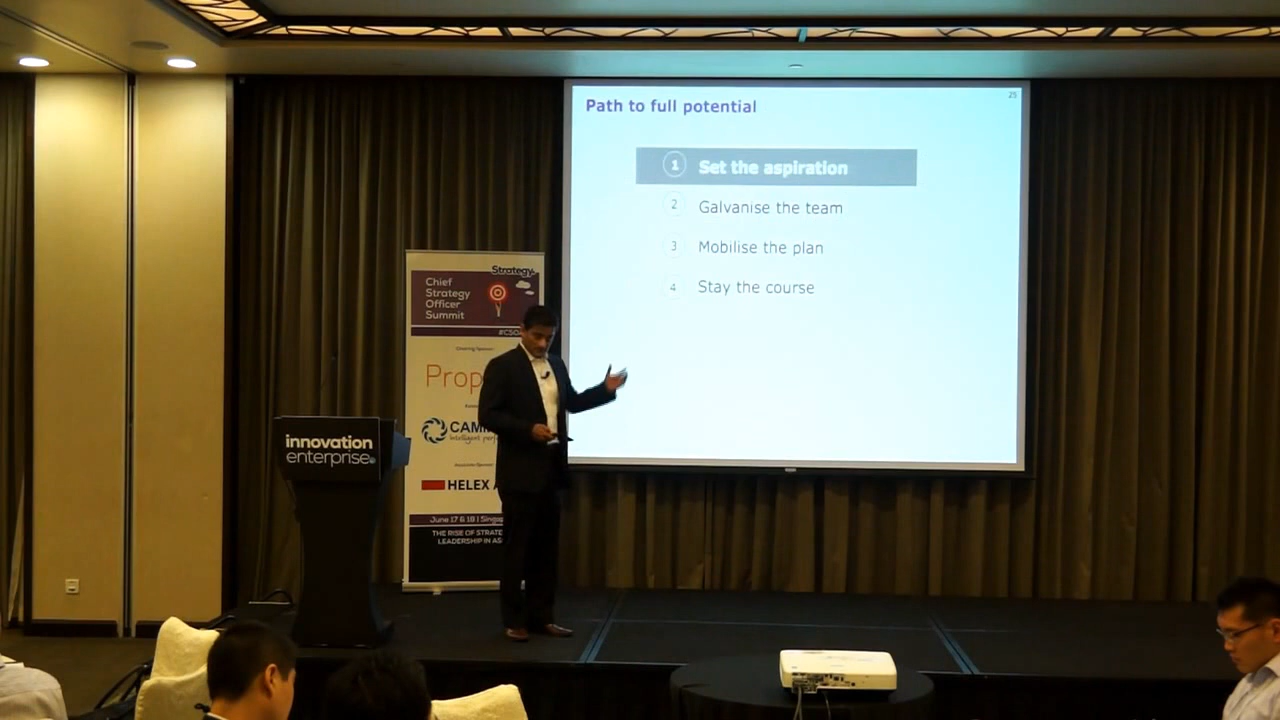 25
Path to full potential
1 Set the aspiration
2 Galvanise the team
3 Mobilise the plan
4 Stay the course
Strategy
Chief
Strategy
Officer
Summit
Prop
CAM
HELEX
June 17 & 18 | Singap
THE RISE OF STRATE
LEADERSHIP IN AS
innovation
enterprise